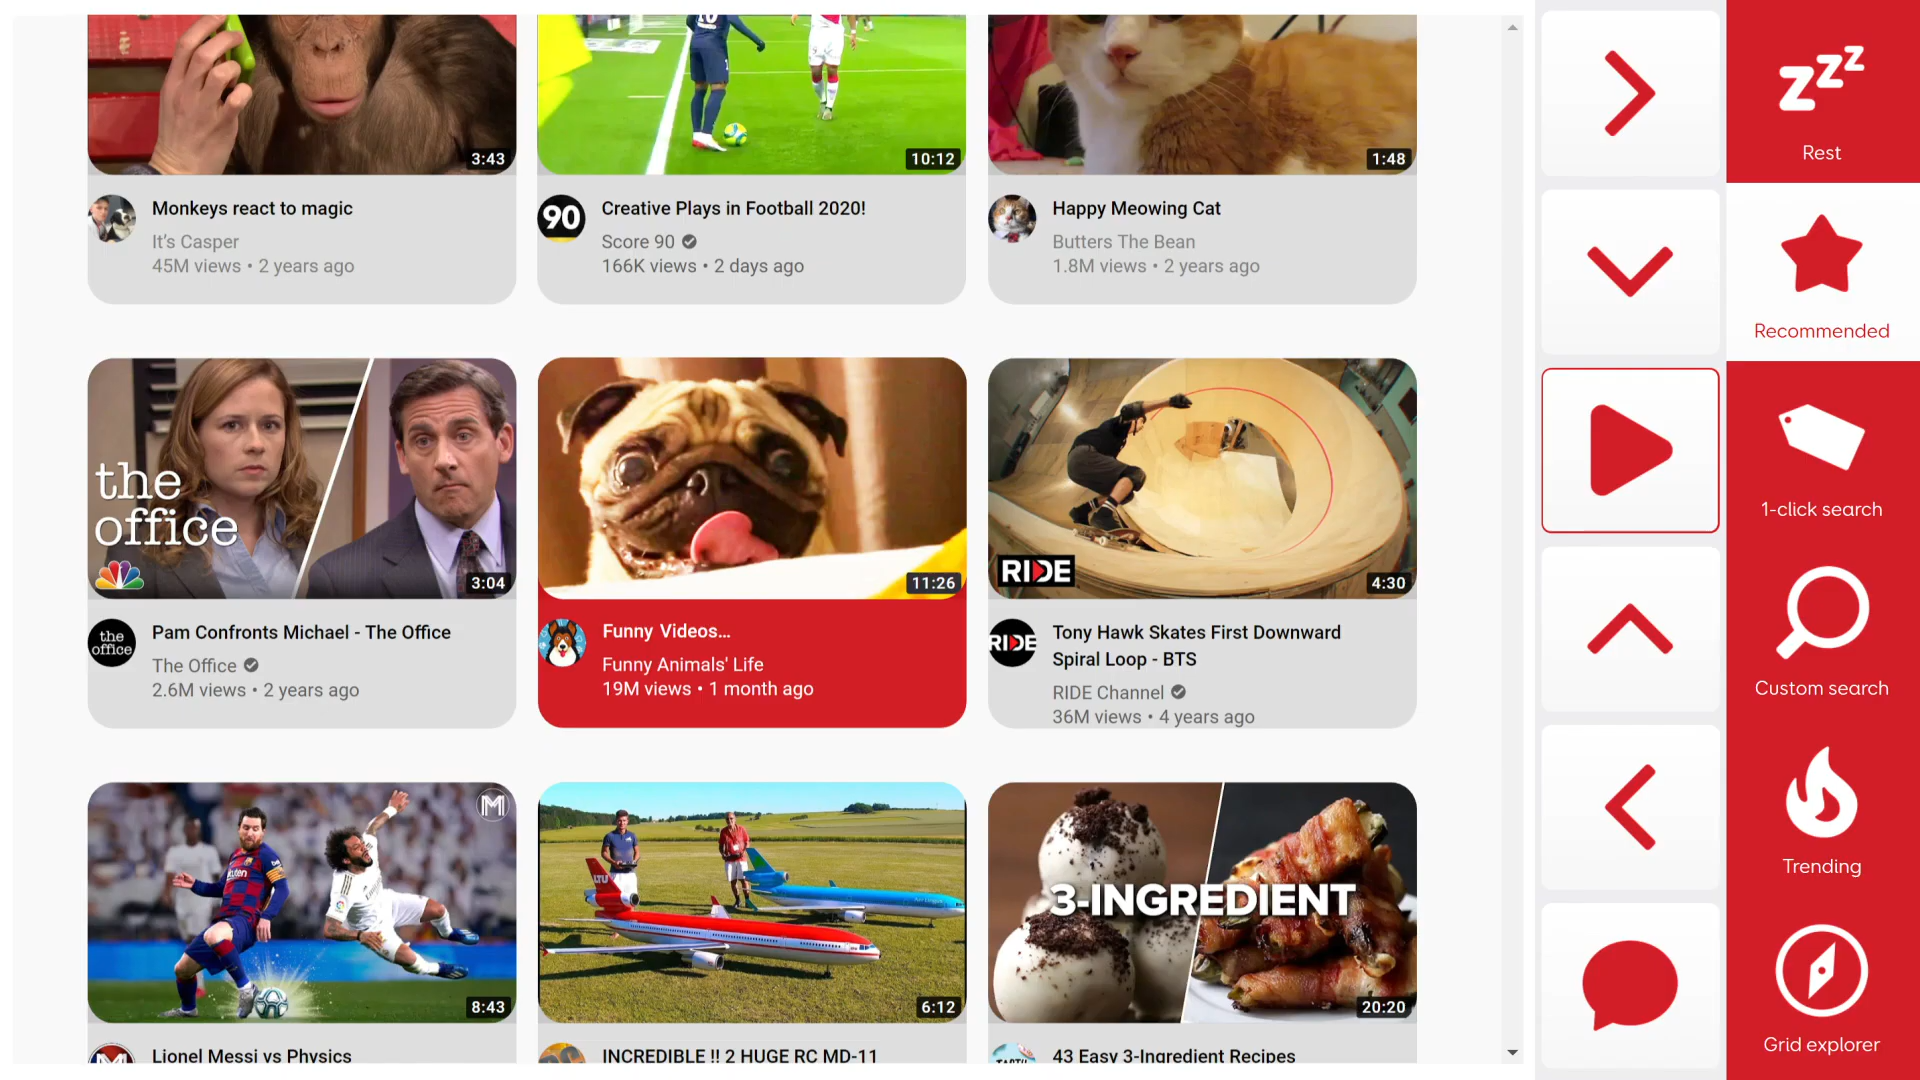 10
3:43
10:12
1:48
Monkeys react to magic
It's Casper
45M views • 2 years ago
90
Creative Plays in Football 2020!
Score 90
166K views • 2 days ago
Happy Meowing Cat
Butters The Bean
1.8M views • 2 years ago
the
office
3:04
11:26
RIDE
4:30
the
office
Pam Confronts Michael - The Office
The Office
2.6M views • 2 years ago
Funny Videos...
Funny Animals' Life
19M views • 1 month ago
RIDE
Tony Hawk Skates First Downward
Spiral Loop - BTS
RIDE Channel
36M views • 4 years ago
M
8:43
LTU
6:12
3-INGREDIENT
20:20
Lionel Messi vs Physics
INCREDIBLE !! 2 HUGE RC MD-11
43 Easy 3-Ingredient Recipes
zzz
Rest
Recommended
1-click search
Custom search
Trending
Grid explorer